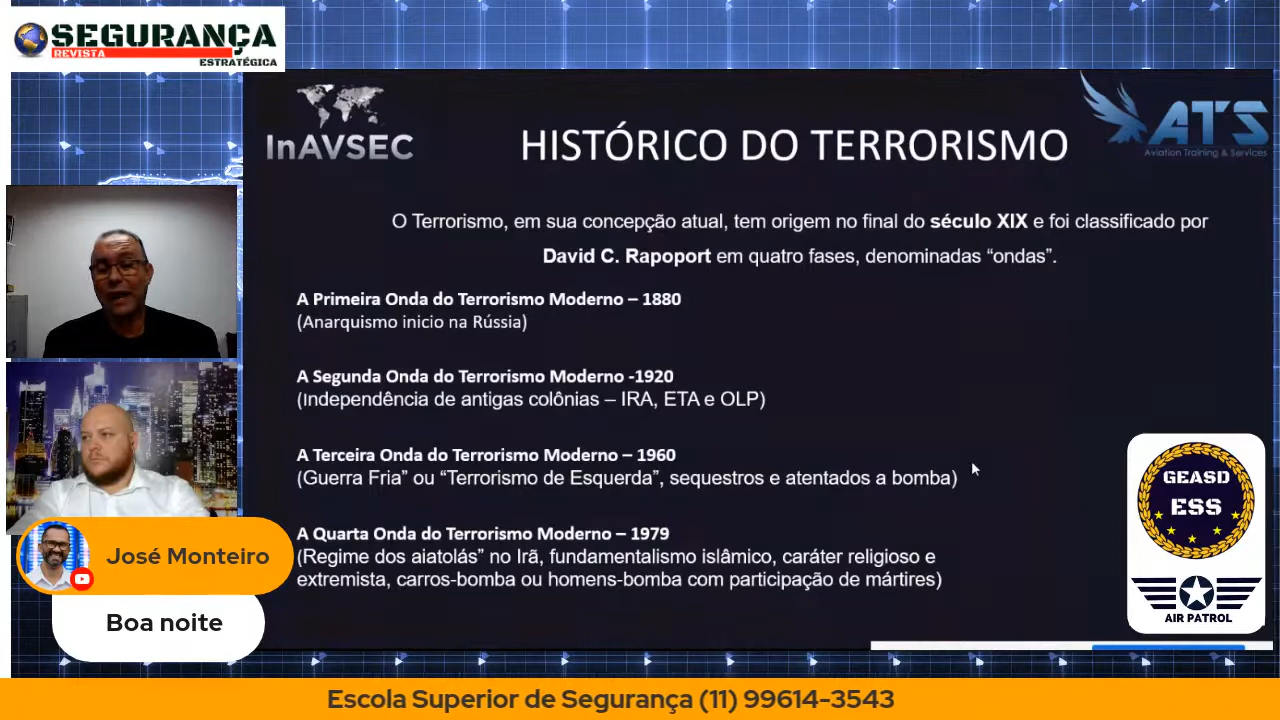 SEGURANÇA
REVISTA
ESTRATÉGICA
InAVSEC
HISTÓRICO DO TERRORISMO
ATS
Aviation Training & Services
O Terrorismo, em sua concepção atual, tem origem no final do século XIX e foi classificado por
David C. Rapoport em quatro fases, denominadas “ondas”.
A Primeira Onda do Terrorismo Moderno – 1880
(Anarquismo inicio na Rússia)
A Segunda Onda do Terrorismo Moderno -1920
(Independência de antigas colônias – IRA, ETA e OLP)
A Terceira Onda do Terrorismo Moderno – 1960
(Guerra Fria” ou “Terrorismo de Esquerda”, sequestros e atentados a bomba)
A Quarta Onda do Terrorismo Moderno – 1979
(Regime dos aiatolás” no Irã, fundamentalismo islâmico, caráter religioso e
extremista, carros-bomba ou homens-bomba com participação de mártires)
GEASD
ESS
AIR PATROL
José Monteiro
Boa noite
Escola Superior de Segurança (11) 99614-3543